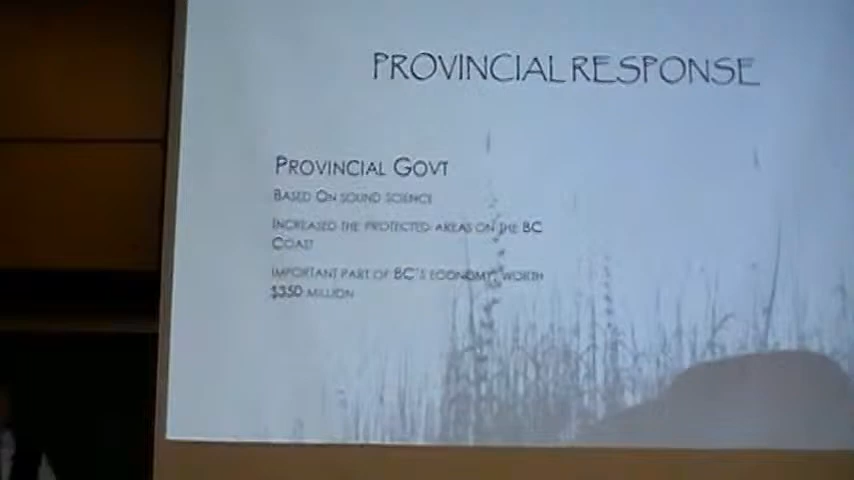 PROVINCIAL RESPONSE
PROVINCIAL GOVT
BASED ON SOUND SCIENCE
INCREASED THE PROTECTED AREAS ON THE BC
COAST
IMPORTANT PART OF BC'S ECONOMY, WORTH
$350 MILLION